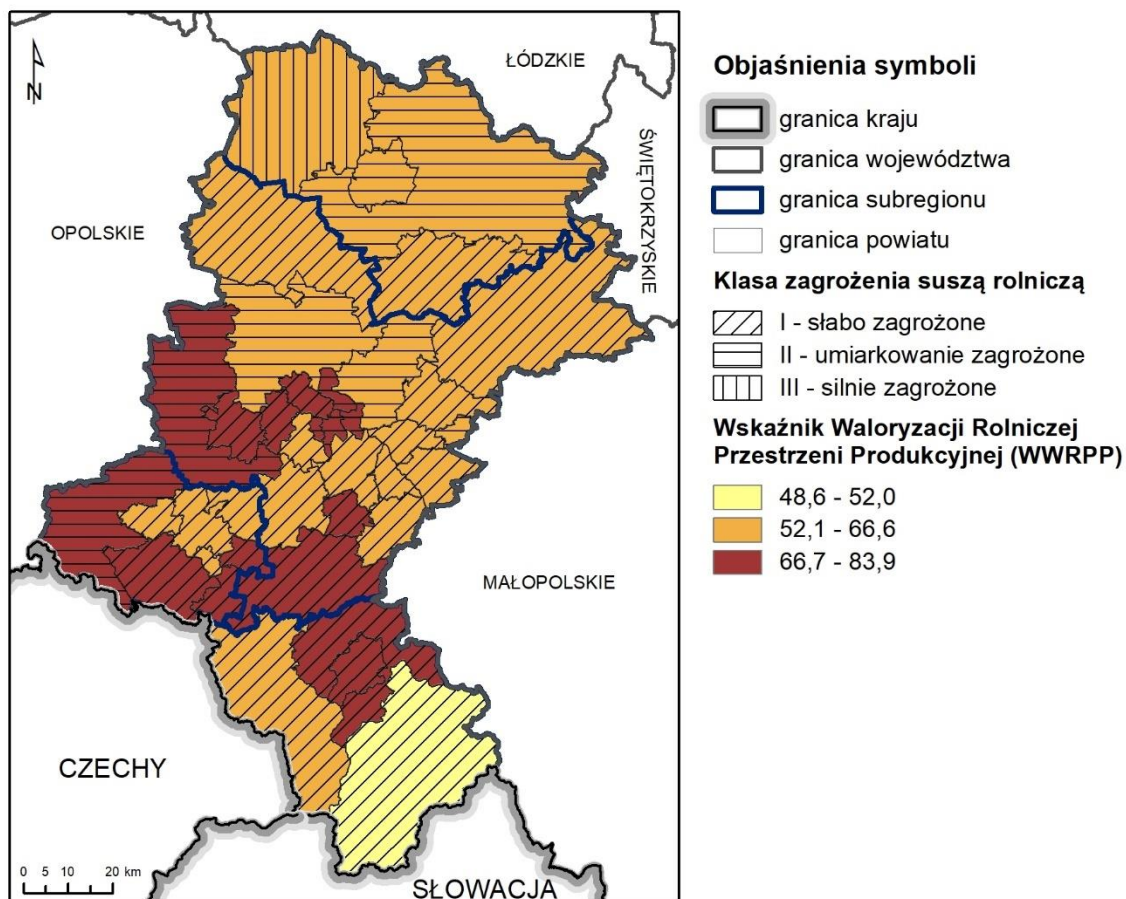 N
ŁÓDZKIE
ŚWIĘTOKRZYSKIE
OPOLSKIE
MAŁOPOLSKIE
CZECHY
SŁOWACJA
0 5 10 20 km
Objaśnienia symboli
granica kraju
granica województwa
granica subregionu
granica powiatu
Klasa zagrożenia suszą rolniczą
I - słabo zagrożone
II - umiarkowanie zagrożone
III - silnie zagrożone
Wskaźnik Waloryzacji Rolniczej
Przestrzeni Produkcyjnej (WWRPP)
48,6 - 52,0
52,1 - 66,6
66,7 - 83,9